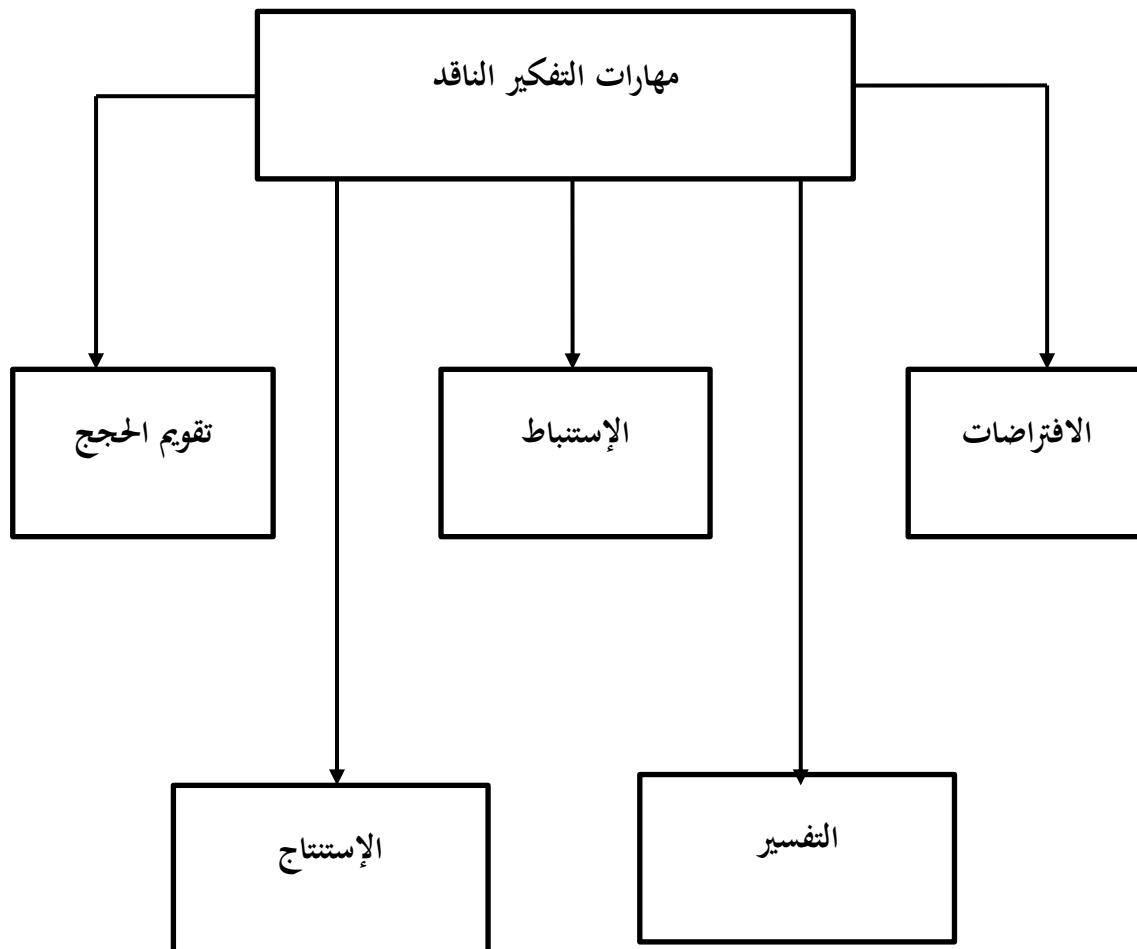 مهارات التفكير الناقد
الافتراضات
الإستنباط
تقويم الحجج
التفسير
الإستنتاج